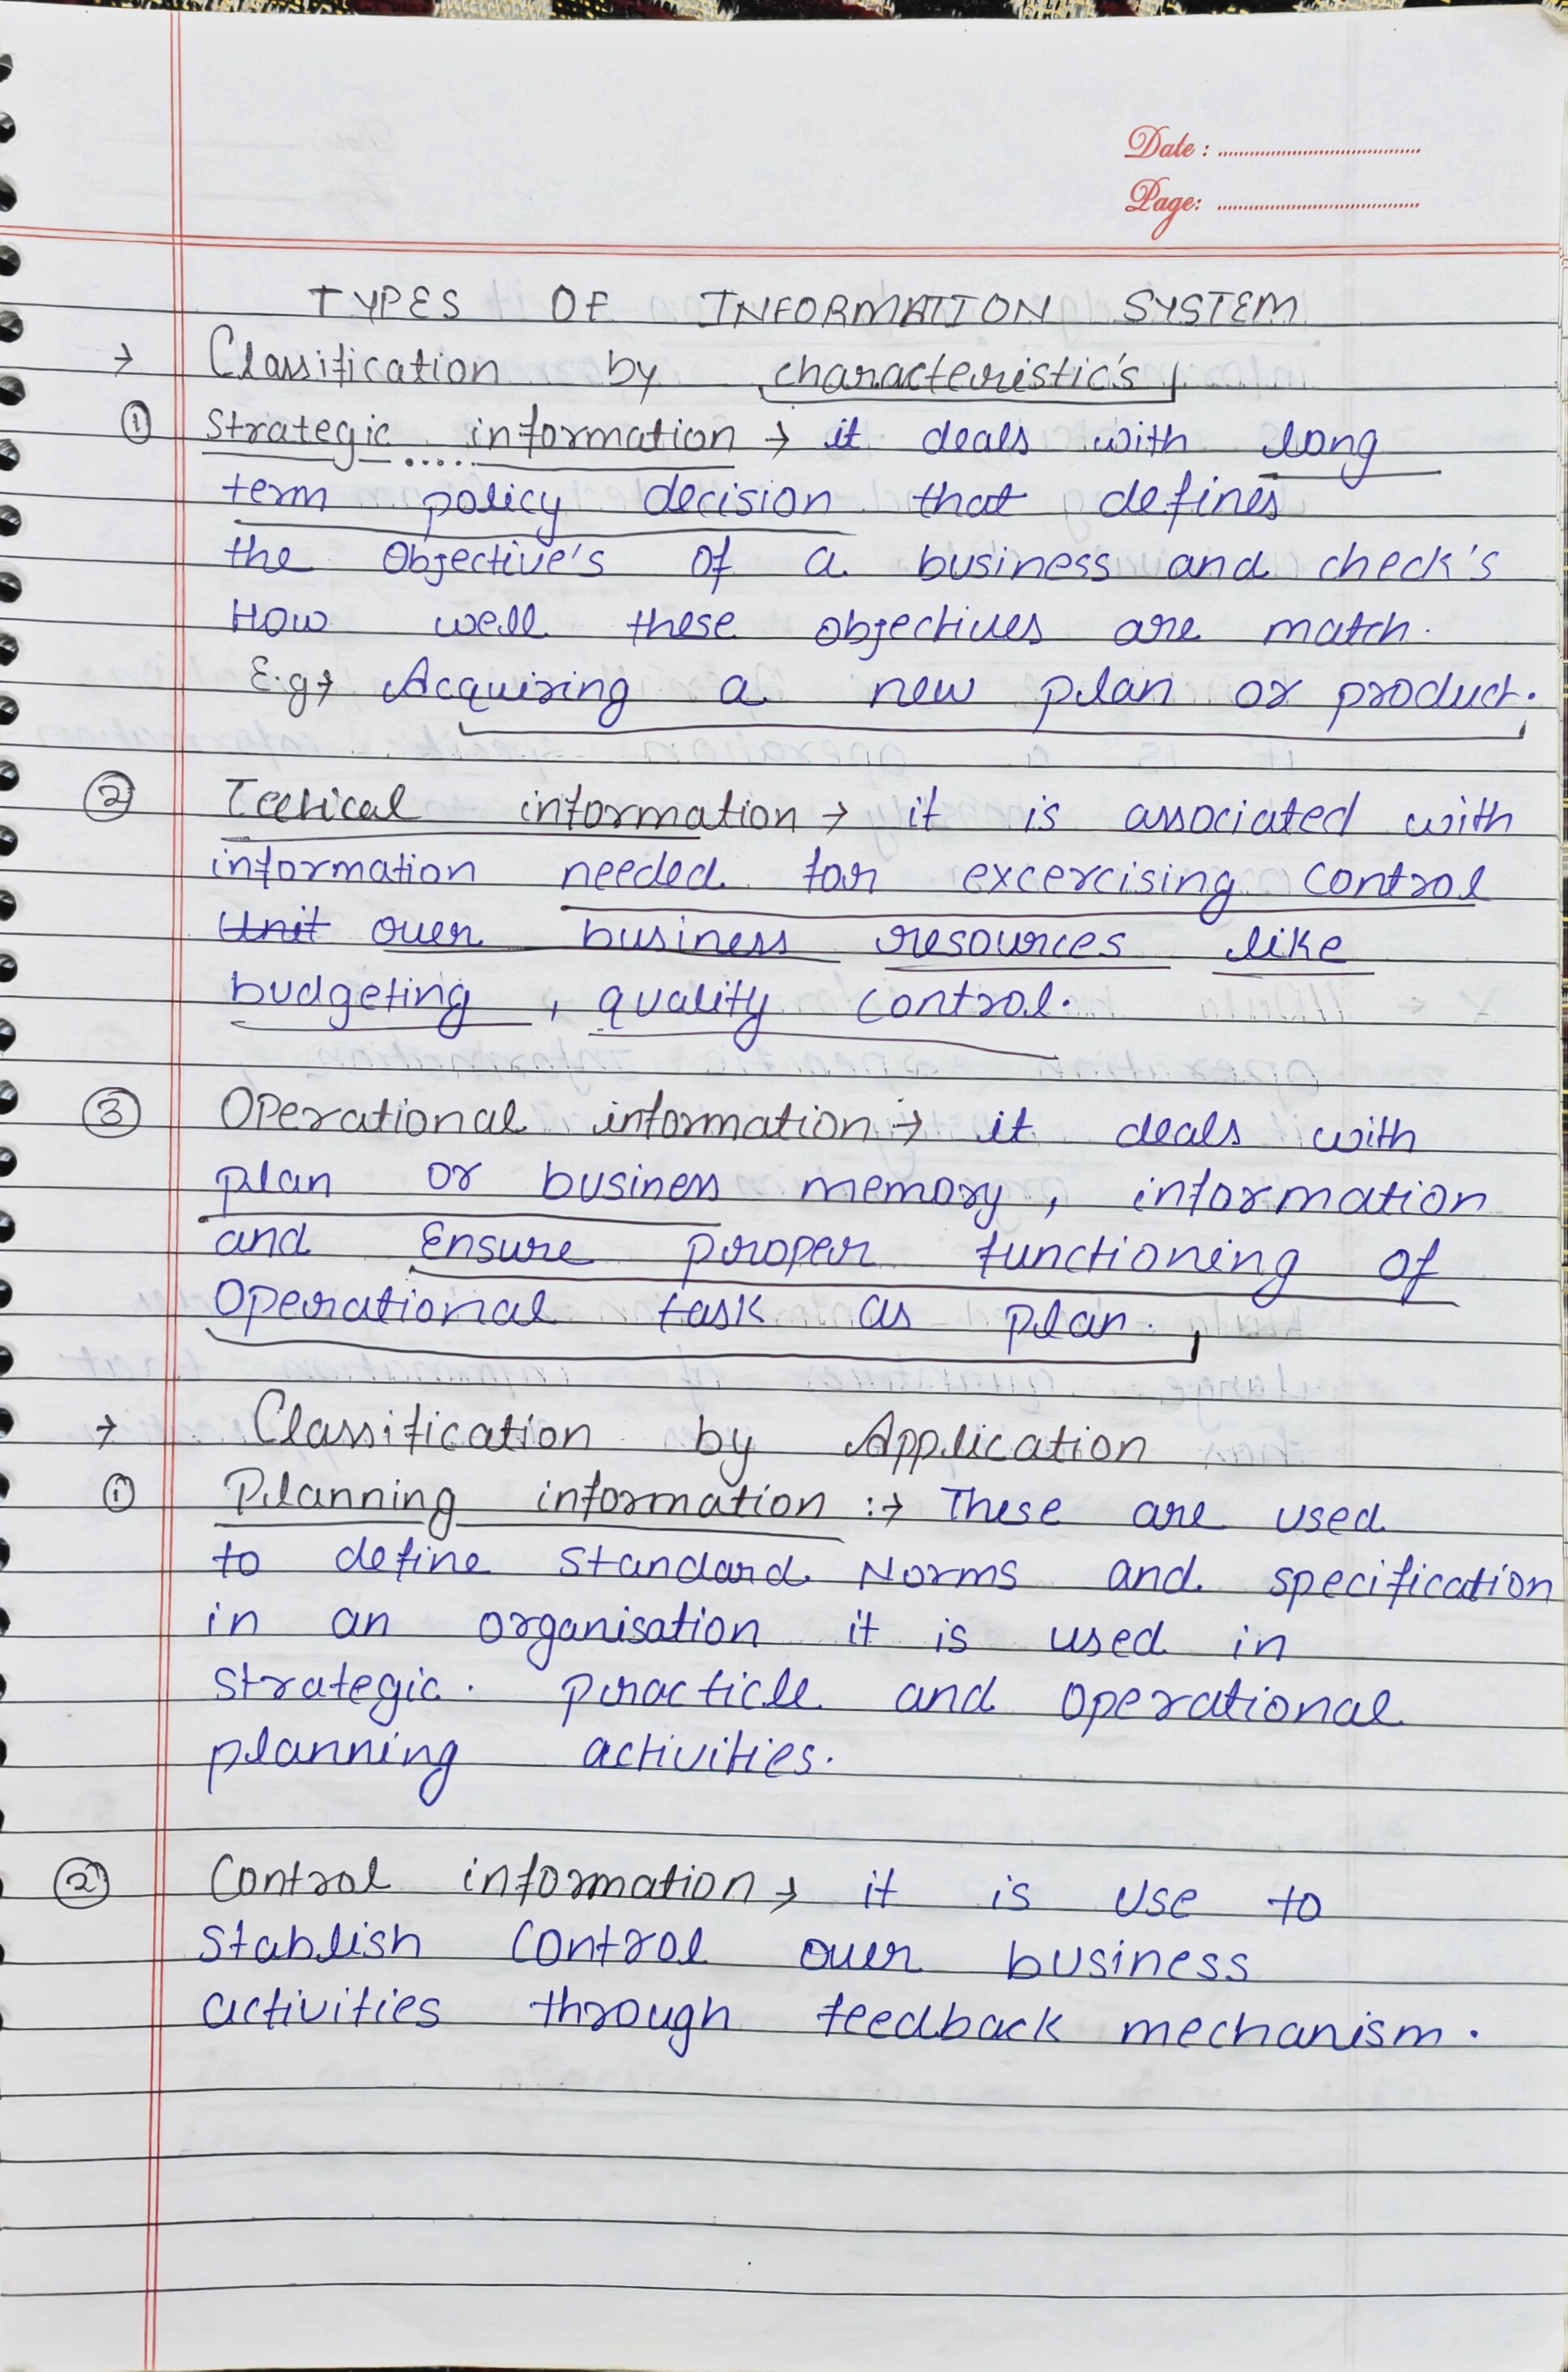 Date : ....................
Page: ....................
TYPES OF INFORMATION SYSTEM
→ Classification by characteristic's
① Strategic information → it deals with long
term policy decision that defines
the Objective's of a business and check's
How well these objectives are match.
E.g → Acquiring a new plan or product.
② Tectical information → it is associated with
information needed for excercising control
Unit over business resources like
budgeting , quality control.
③ Operational information → it deals with
plan or business memory, information
and Ensure proper functioning of
Operational task as plan.
→ Classification by Application
① Planning information :→ These are used
to define standard Norms and specification
in an organisation it is used in
strategic. practicle and operational
planning activities.
② Control information → it is use to
stablish control over business
activities through feedback mechanism.